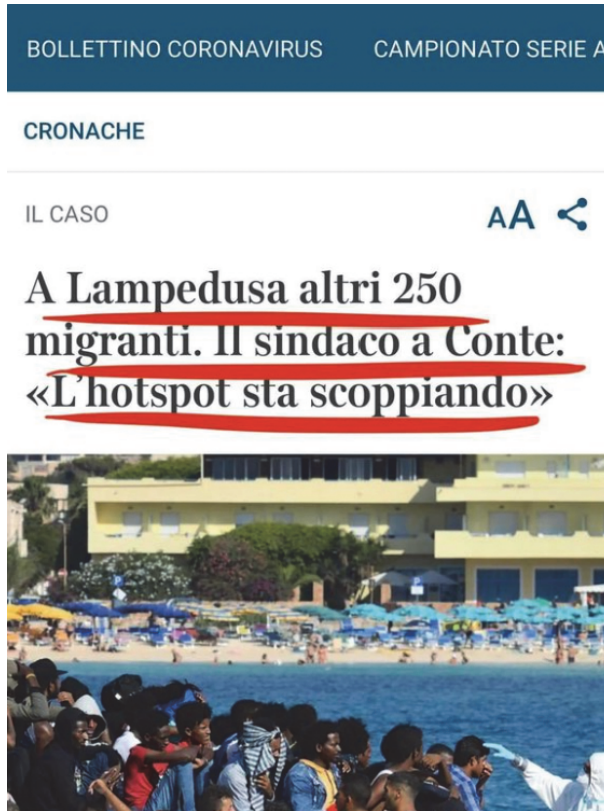 BOLLETTINO CORONAVIRUS CAMPIONATO SERIE A
CRONACHE
IL CASO AA
A Lampedusa altri 250
migranti. Il sindaco a Conte:
«L'hotspot sta scoppiando»